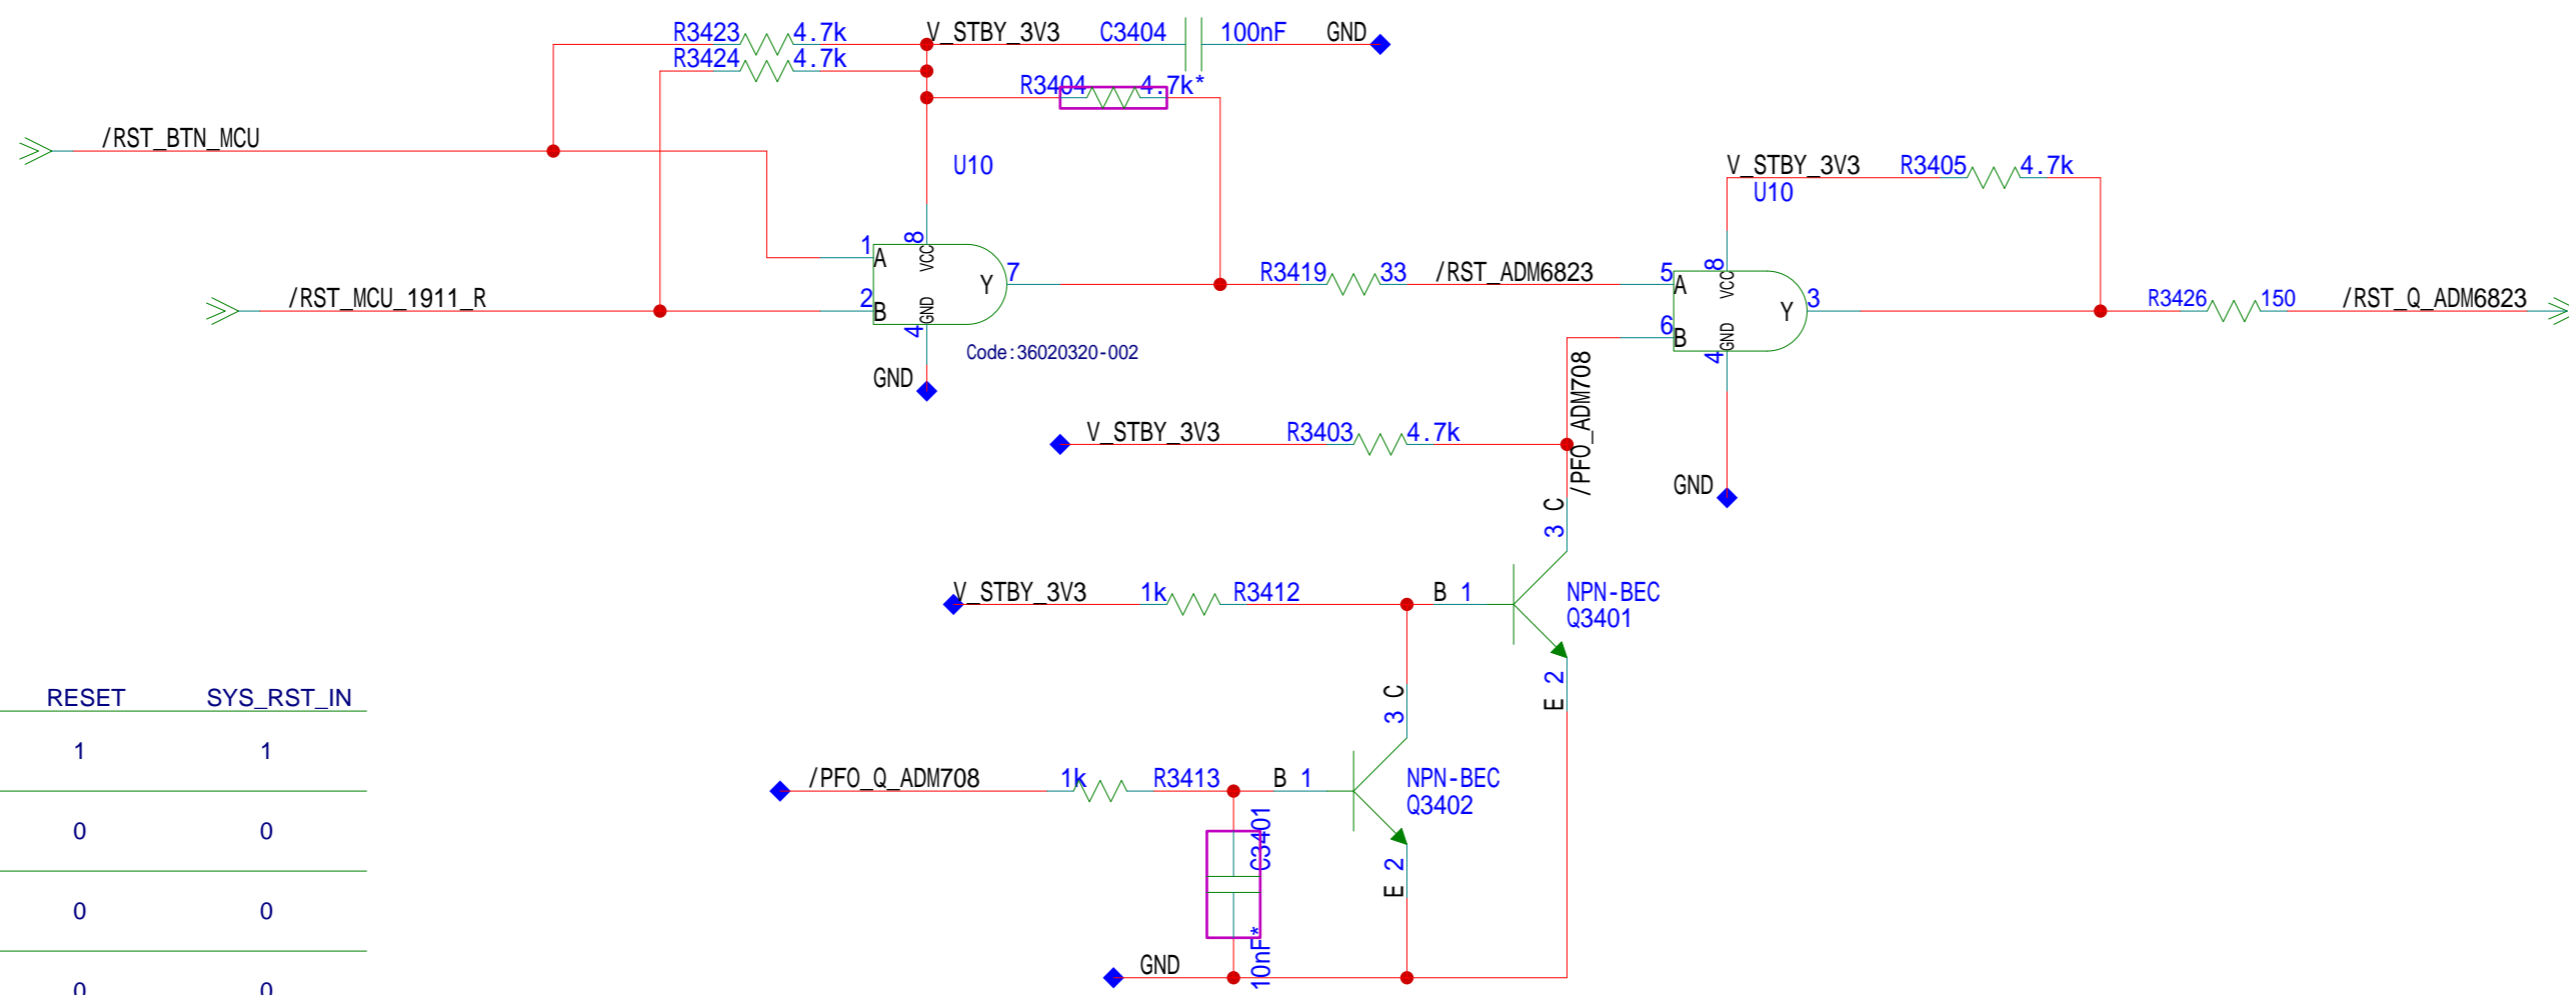 R3423 4.7k V_STBY_3V3 C3404 100nF GND
R3424 4.7k
R3404 4.7k*
/RST_BTN_MCU
U10
V_STBY_3V3 R3405 4.7k
U10
1 A 8 VCC
Y 7
/RST_MCU_1911_R 2 B 4 GND
R3419 33 /RST_ADM6823 5 A 8 VCC
Y 3
R3426 150 /RST_Q_ADM6823
6 B 4 GND
Code:36020320-002
GND
/PFO_ADM708
V_STBY_3V3 R3403 4.7k
GND
3 C
V_STBY_3V3 1k R3412 B 1 NPN-BEC
Q3401
E 2
RESET SYS_RST_IN
1 1
3 C
/PFO_Q_ADM708 1k R3413 B 1 NPN-BEC
Q3402
0 0
C3401
E 2
0 0
10nF*
GND
0 0